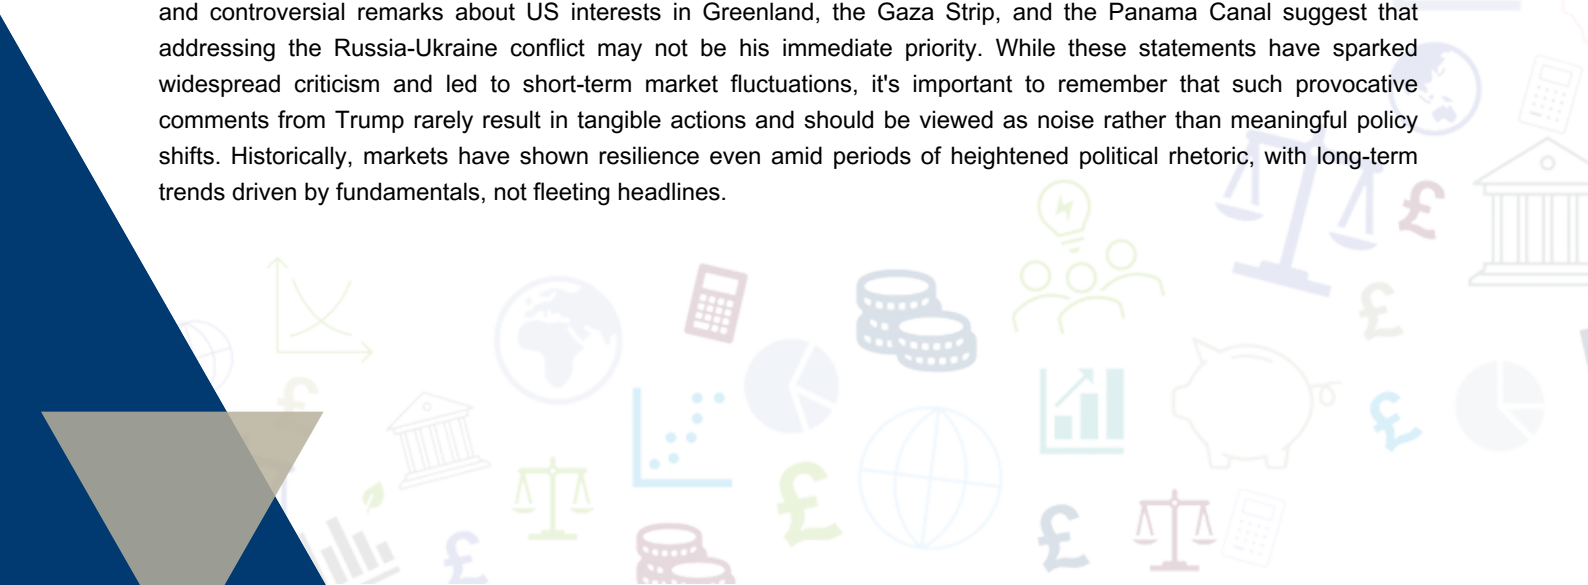 and controversial remarks about US interests in Greenland, the Gaza Strip, and the Panama Canal suggest that
addressing the Russia-Ukraine conflict may not be his immediate priority. While these statements have sparked
widespread criticism and led to short-term market fluctuations, it's important to remember that such provocative
comments from Trump rarely result in tangible actions and should be viewed as noise rather than meaningful policy
shifts. Historically, markets have shown resilience even amid periods of heightened political rhetoric, with long-term
trends driven by fundamentals, not fleeting headlines.